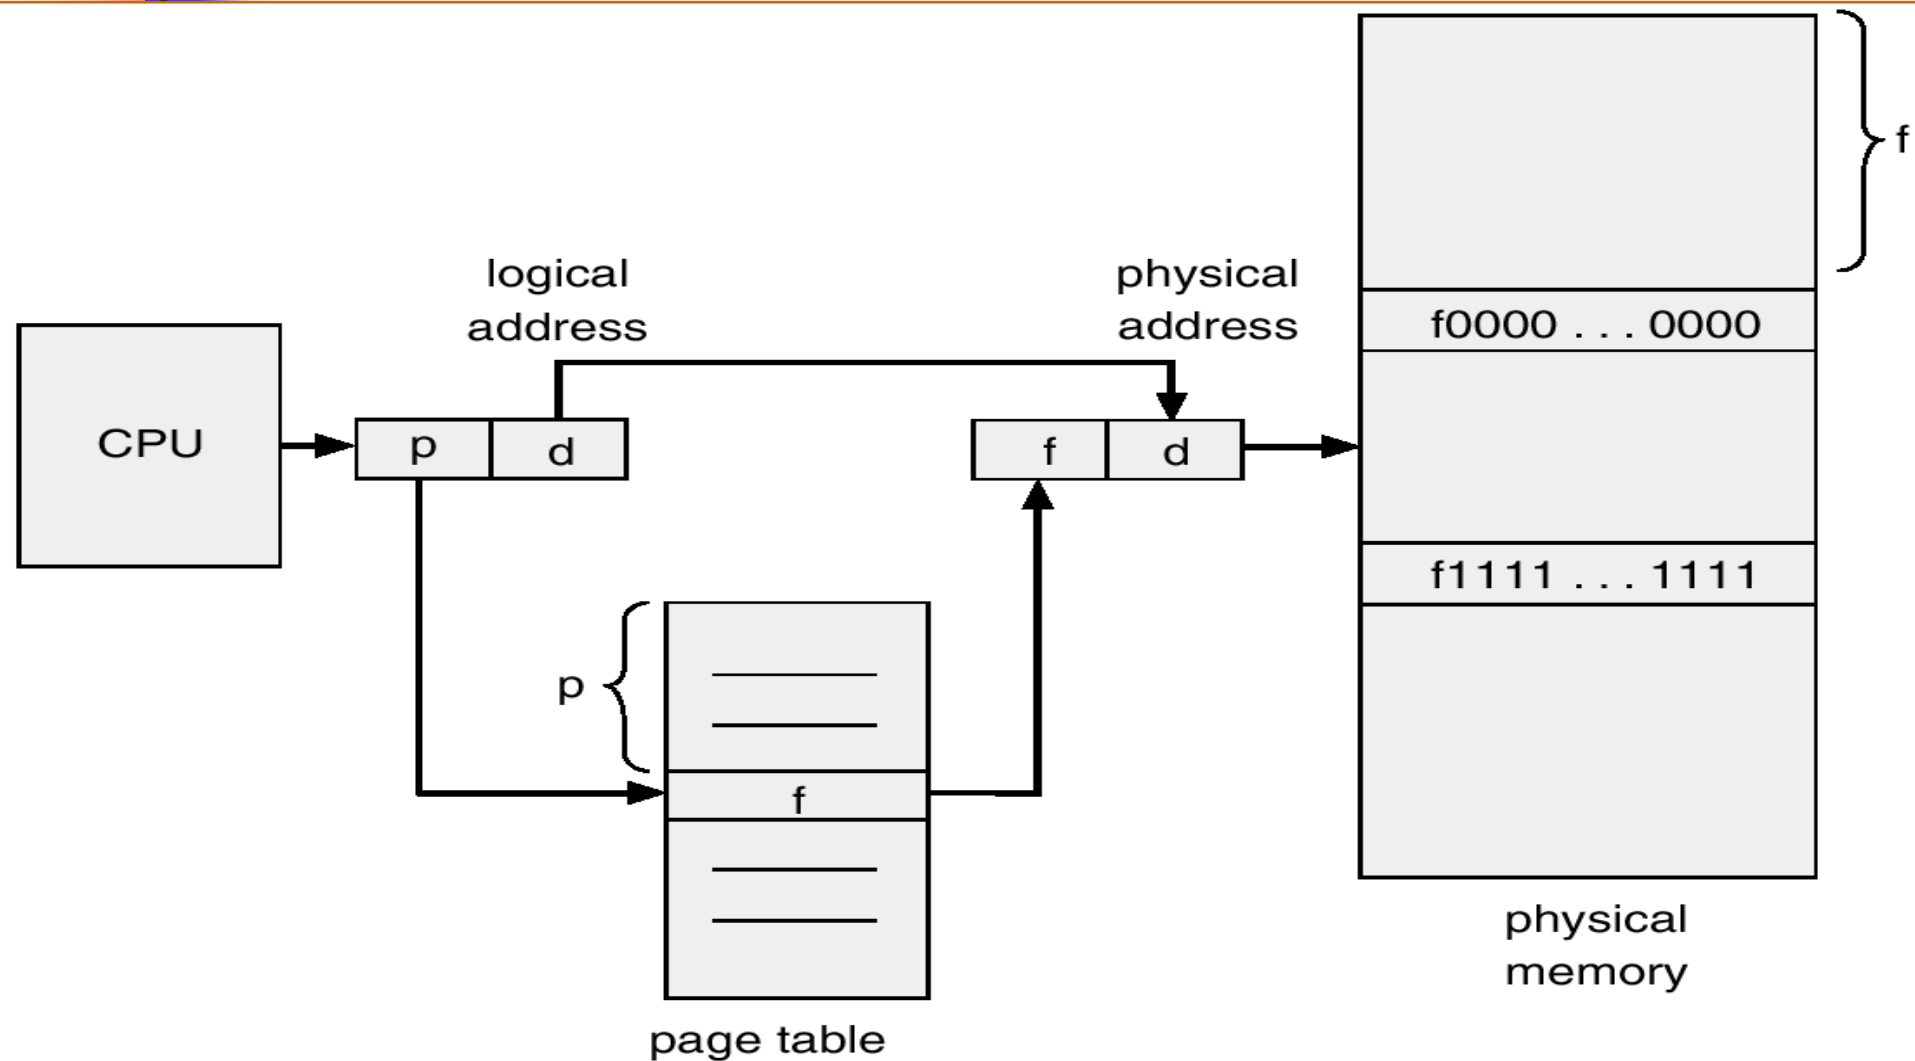 f
logical
address
physical
address
f0000 . . . 0000
CPU
p
d
f
d
f1111 . . . 1111
p
f
physical
memory
page table